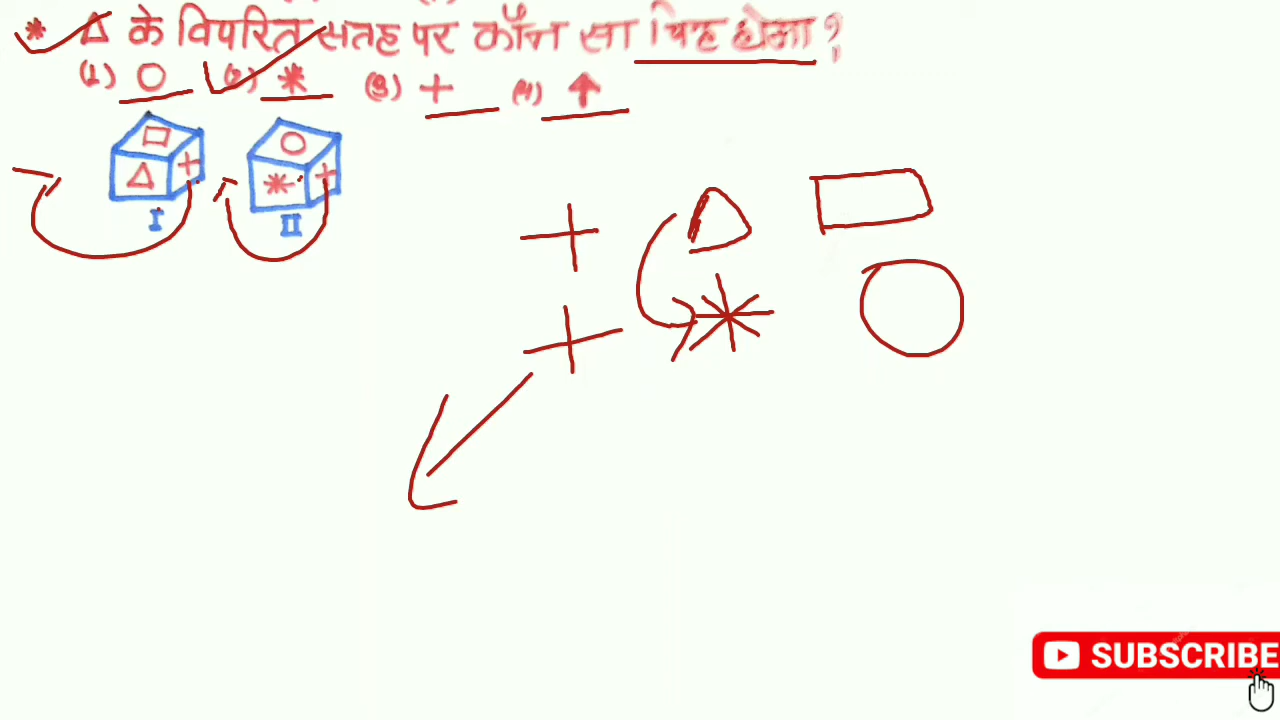 * △ के विपरित सतह पर कौन सा चिह्न होगा ?
(1) ○ (2) * (3) + (4) ↑
□ △ + ○ * +
I II
+ △ ▭
+ * ○
SUBSCRIBE